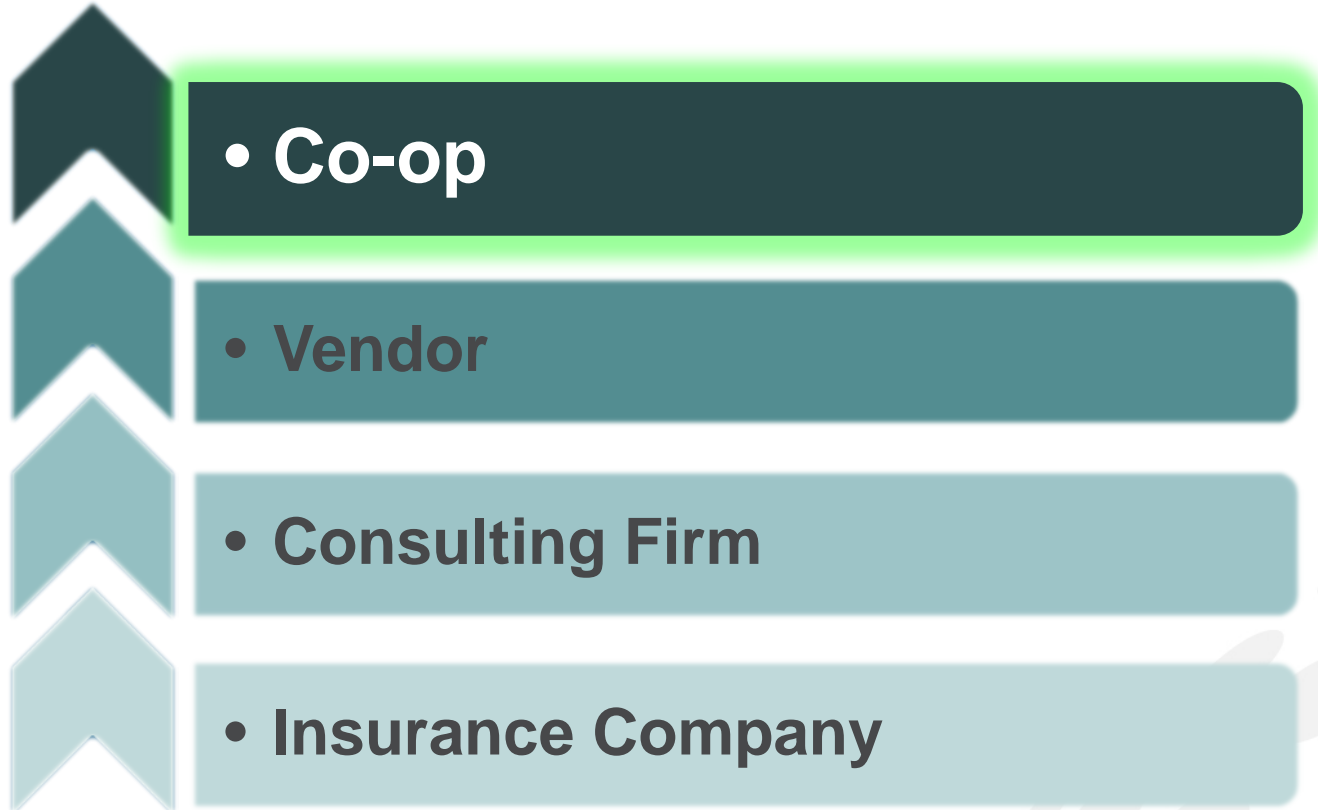 • Co-op
• Vendor
• Consulting Firm
• Insurance Company